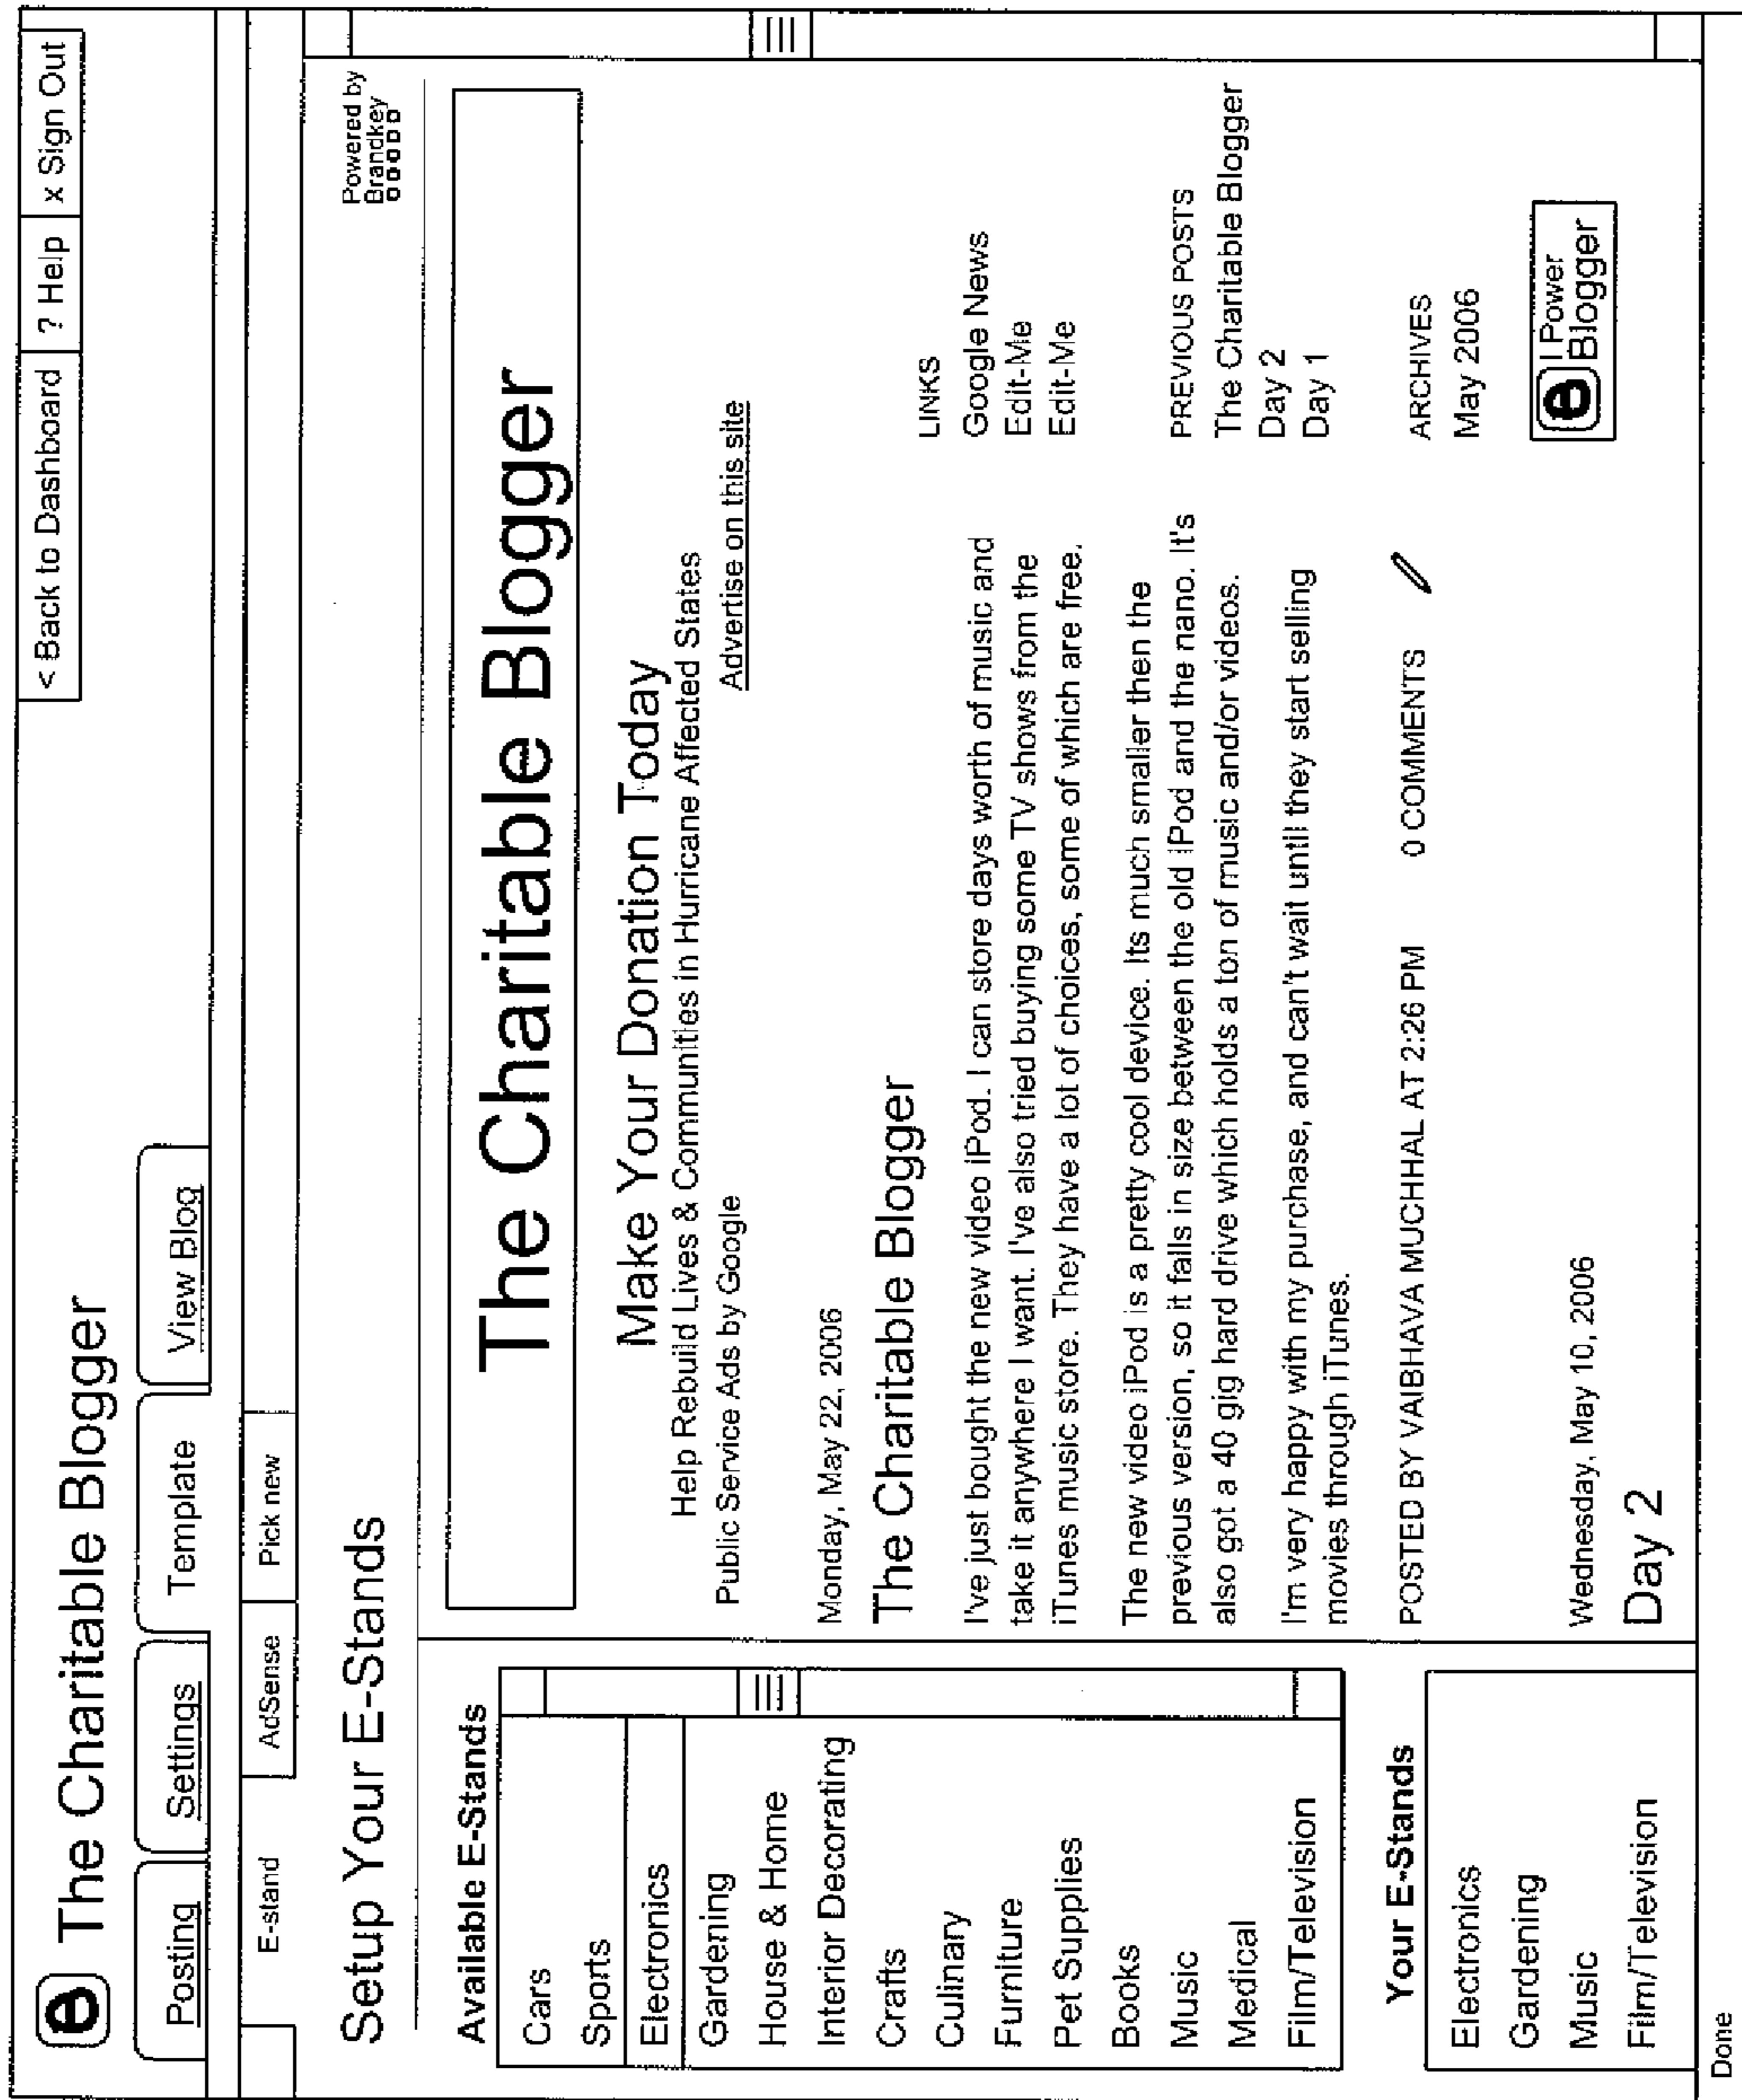 e The Charitable Blogger
< Back to Dashboard ? Help x Sign Out
Posting Settings Template View Blog
E-stand AdSense Pick new
Setup Your E-Stands
Powered by
Brandkey
Available E-Stands
Cars
Sports
Electronics
Gardening
House & Home
Interior Decorating
Crafts
Culinary
Furniture
Pet Supplies
Books
Music
Medical
Film/Television
Your E-Stands
Electronics
Gardening
Music
Film/Television
The Charitable Blogger
Make Your Donation Today
Help Rebuild Lives & Communities in Hurricane Affected States
Public Service Ads by Google Advertise on this site
Monday, May 22, 2006
The Charitable Blogger
I've just bought the new video iPod. I can store days worth of music and
take it anywhere I want. I've also tried buying some TV shows from the
iTunes music store. They have a lot of choices, some of which are free.
The new video iPod is a pretty cool device. Its much smaller then the
previous version, so it falls in size between the old iPod and the nano. It's
also got a 40 gig hard drive which holds a ton of music and/or videos.
I'm very happy with my purchase, and can't wait until they start selling
movies through iTunes.
POSTED BY VAIBHAVA MUCHHAL AT 2:26 PM 0 COMMENTS
Wednesday, May 10, 2006
Day 2
LINKS
Google News
Edit-Me
Edit-Me
PREVIOUS POSTS
The Charitable Blogger
Day 2
Day 1
ARCHIVES
May 2006
e I Power
Blogger
Done